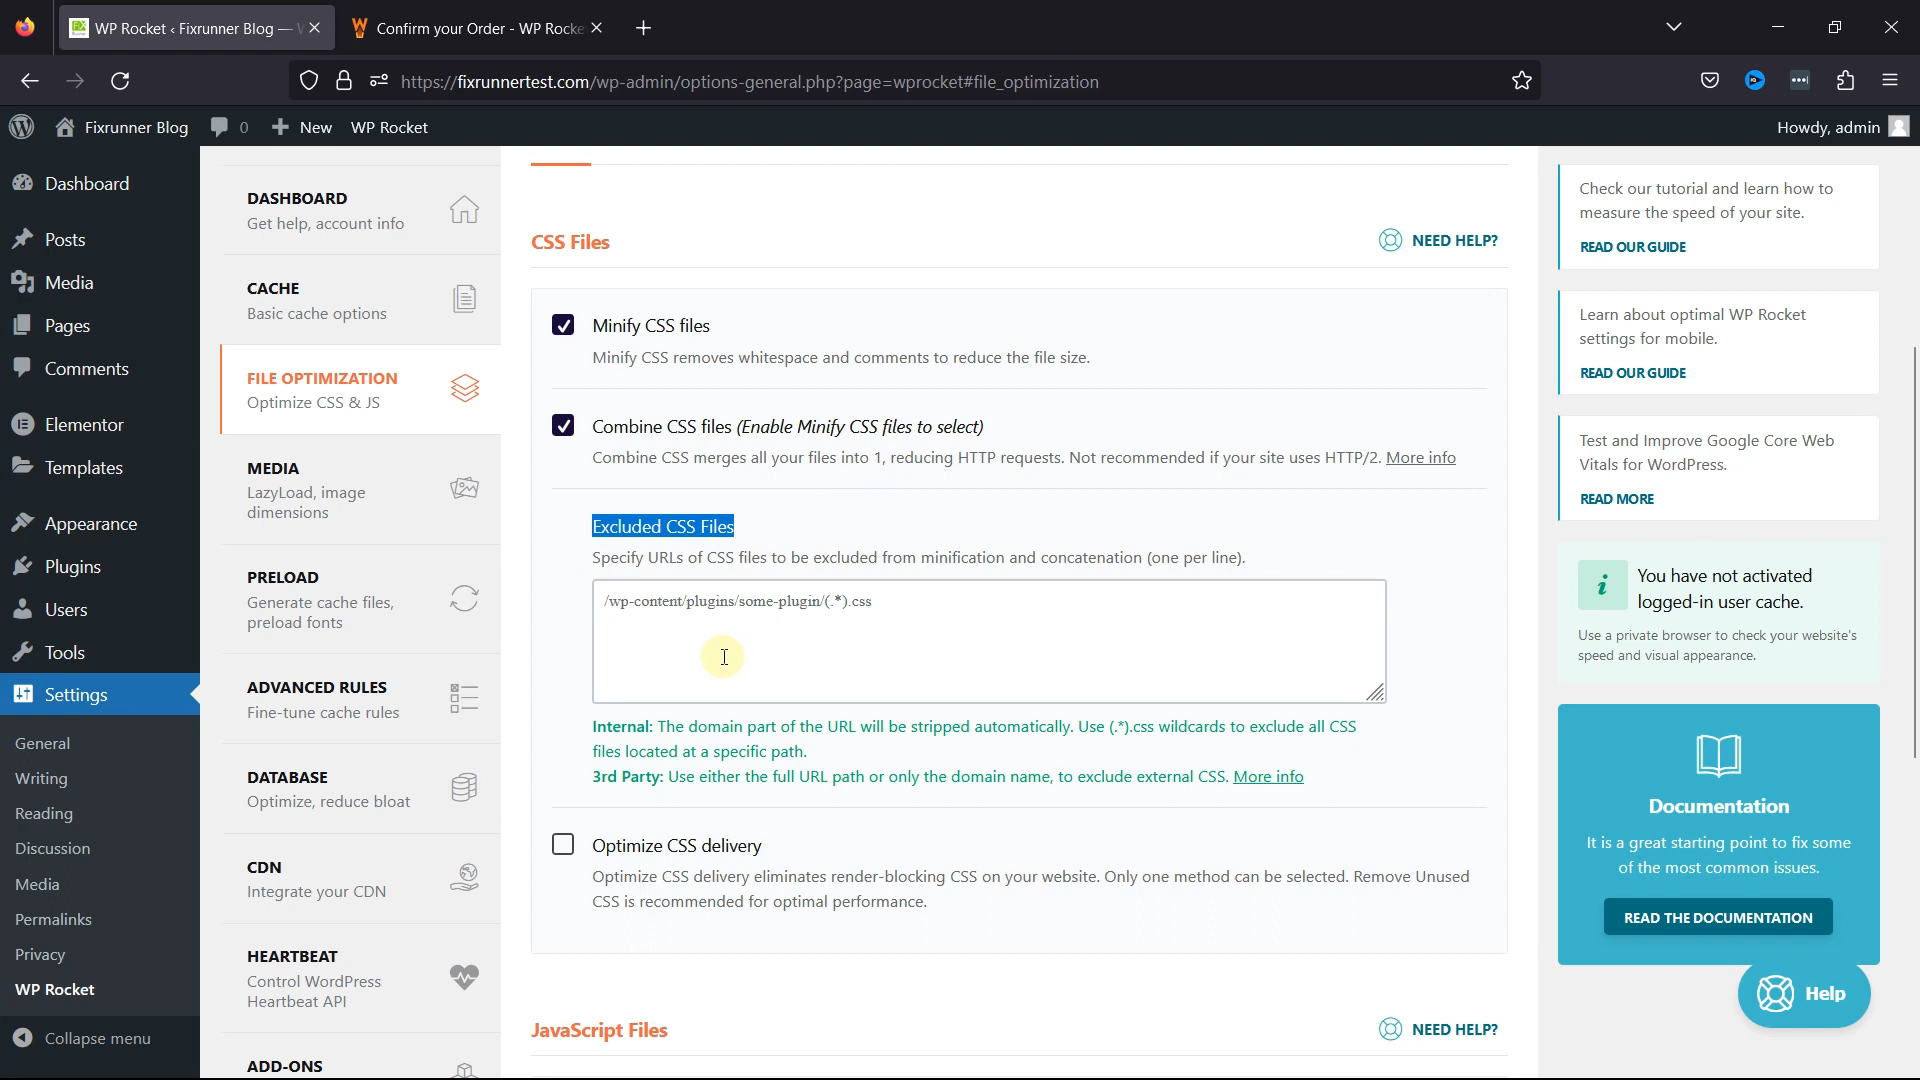 WP Rocket ‹ Fixrunner Blog —
Confirm your Order - WP Rocke
https://fixrunnertest.com/wp-admin/options-general.php?page=wprocket#file_optimization
Fixrunner Blog
0
New
WP Rocket
Howdy, admin
Dashboard
Posts
Media
Pages
Comments
Elementor
Templates
Appearance
Plugins
Users
Tools
Settings
General
Writing
Reading
Discussion
Media
Permalinks
Privacy
WP Rocket
Collapse menu
DASHBOARD
Get help, account info
CACHE
Basic cache options
FILE OPTIMIZATION
Optimize CSS & JS
MEDIA
LazyLoad, image
dimensions
PRELOAD
Generate cache files,
preload fonts
ADVANCED RULES
Fine-tune cache rules
DATABASE
Optimize, reduce bloat
CDN
Integrate your CDN
HEARTBEAT
Control WordPress
Heartbeat API
ADD-ONS
CSS Files
NEED HELP?
Minify CSS files
Minify CSS removes whitespace and comments to reduce the file size.
Combine CSS files (Enable Minify CSS files to select)
Combine CSS merges all your files into 1, reducing HTTP requests. Not recommended if your site uses HTTP/2. More info
Excluded CSS Files
Specify URLs of CSS files to be excluded from minification and concatenation (one per line).
/wp-content/plugins/some-plugin/(.*).css
Internal: The domain part of the URL will be stripped automatically. Use (.*).css wildcards to exclude all CSS
files located at a specific path.
3rd Party: Use either the full URL path or only the domain name, to exclude external CSS. More info
Optimize CSS delivery
Optimize CSS delivery eliminates render-blocking CSS on your website. Only one method can be selected. Remove Unused
CSS is recommended for optimal performance.
JavaScript Files
NEED HELP?
Check our tutorial and learn how to
measure the speed of your site.
READ OUR GUIDE
Learn about optimal WP Rocket
settings for mobile.
READ OUR GUIDE
Test and Improve Google Core Web
Vitals for WordPress.
READ MORE
You have not activated
logged-in user cache.
Use a private browser to check your website's
speed and visual appearance.
Documentation
It is a great starting point to fix some
of the most common issues.
READ THE DOCUMENTATION
Help